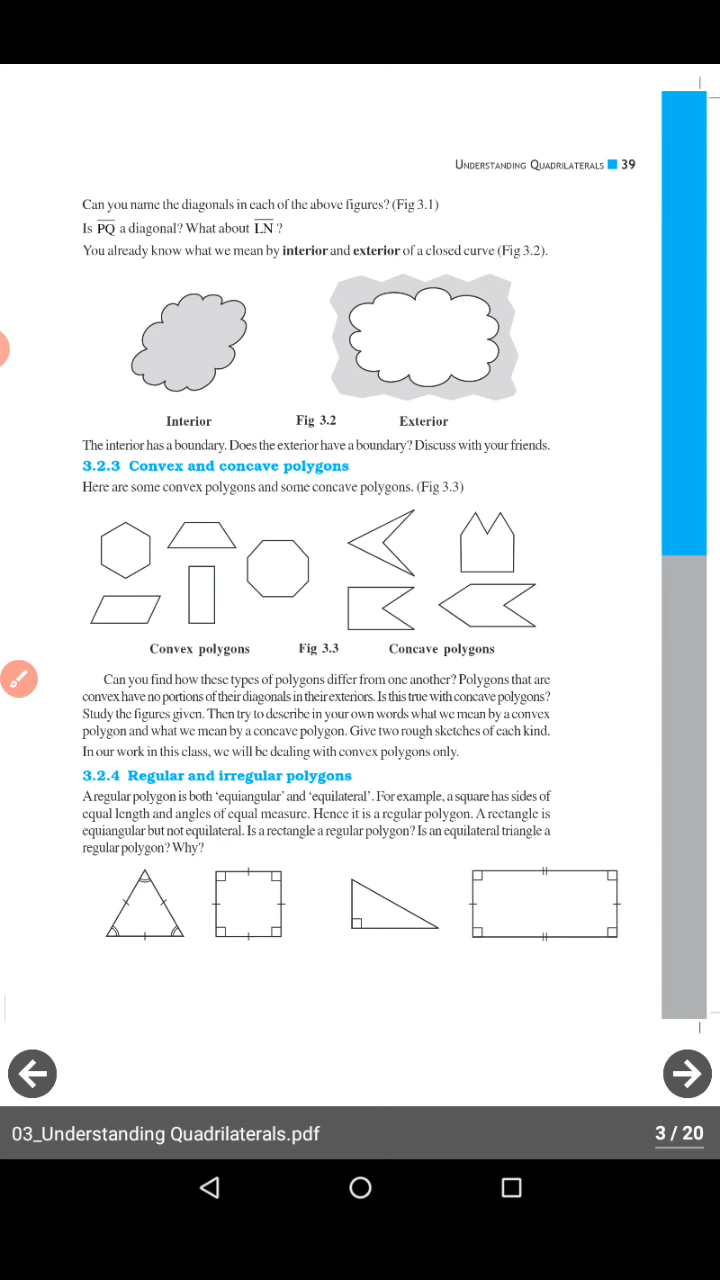 UNDERSTANDING QUADRILATERALS 39
Can you name the diagonals in each of the above figures? (Fig 3.1)
Is PQ a diagonal? What about LN ?
You already know what we mean by interior and exterior of a closed curve (Fig 3.2).
Interior Fig 3.2 Exterior
The interior has a boundary. Does the exterior have a boundary? Discuss with your friends.
3.2.3 Convex and concave polygons
Here are some convex polygons and some concave polygons. (Fig 3.3)
Convex polygons Fig 3.3 Concave polygons
Can you find how these types of polygons differ from one another? Polygons that are
convex have no portions of their diagonals in their exteriors. Is this true with concave polygons?
Study the figures given. Then try to describe in your own words what we mean by a convex
polygon and what we mean by a concave polygon. Give two rough sketches of each kind.
In our work in this class, we will be dealing with convex polygons only.
3.2.4 Regular and irregular polygons
A regular polygon is both ‘equiangular’ and ‘equilateral’. For example, a square has sides of
equal length and angles of equal measure. Hence it is a regular polygon. A rectangle is
equiangular but not equilateral. Is a rectangle a regular polygon? Is an equilateral triangle a
regular polygon? Why?
03_Understanding Quadrilaterals.pdf 3 / 20